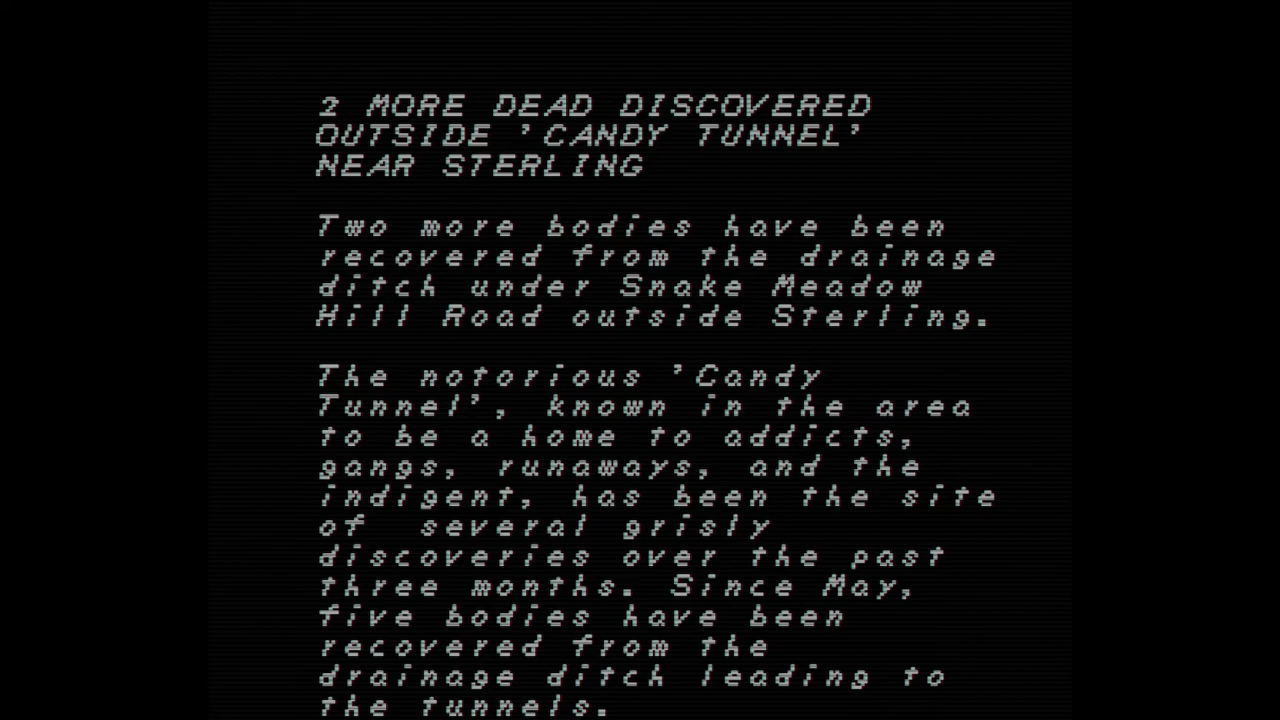 2 MORE DEAD DISCOVERED
OUTSIDE 'CANDY TUNNEL'
NEAR STERLING
Two more bodies have been
recovered from the drainage
ditch under Snake Meadow
Hill Road outside Sterling.
The notorious 'Candy
Tunnel', known in the area
to be a home to addicts,
gangs, runaways, and the
indigent, has been the site
of several grisly
discoveries over the past
three months. Since May,
five bodies have been
recovered from the
drainage ditch leading to
the tunnels.